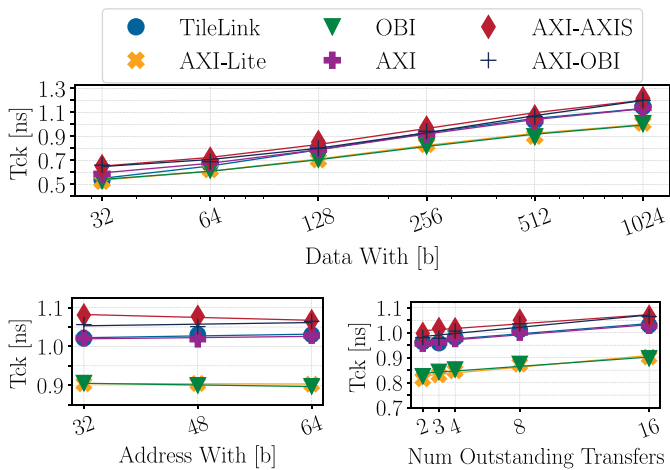 TileLink OBI AXI-AXIS
AXI-Lite AXI AXI-OBI
Tck [ns]
1.3
1.1
0.9
0.7
0.5
32 64 128 256 512 1024
Data With [b]
Tck [ns]
1.1
1.0
0.9
32 48 64
Address With [b]
Tck [ns]
1.1
1.0
0.9
0.8
0.7
2 3 4 8 16
Num Outstanding Transfers